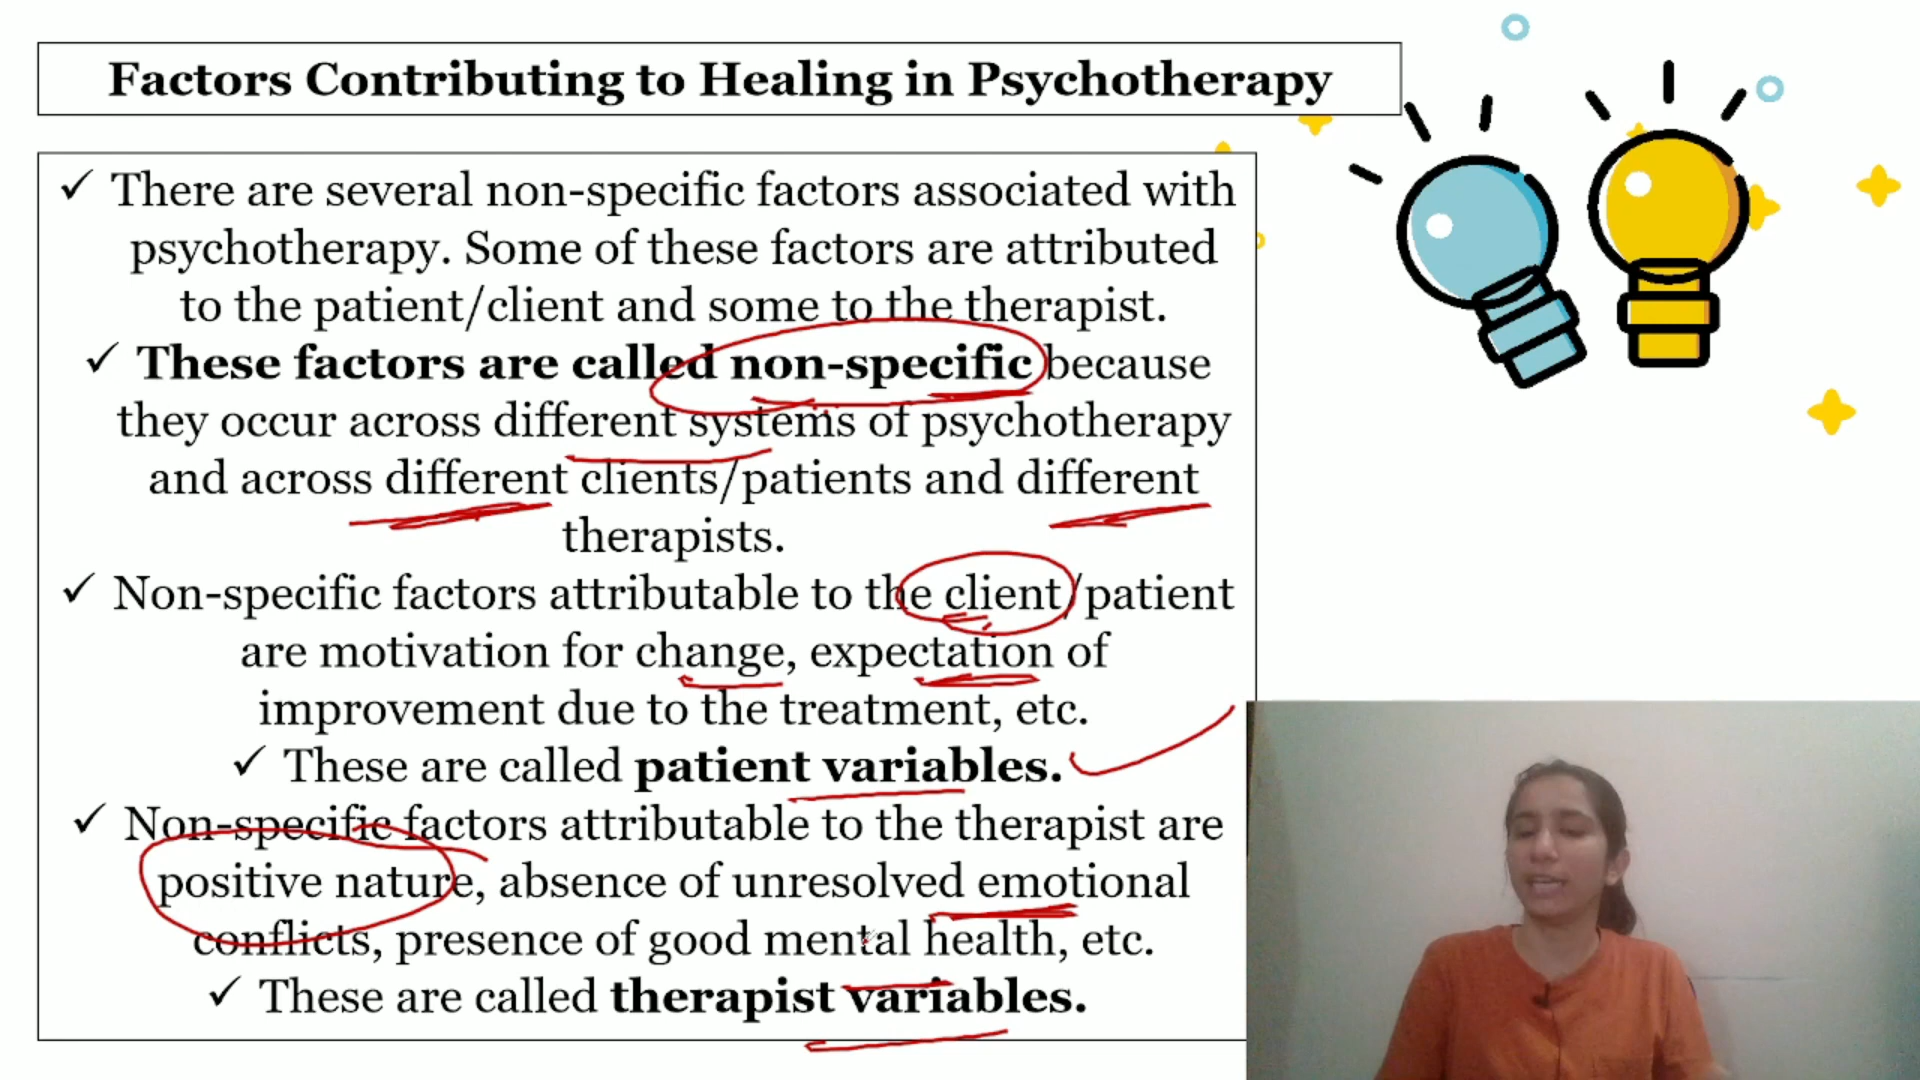 Factors Contributing to Healing in Psychotherapy
✓ There are several non-specific factors associated with
psychotherapy. Some of these factors are attributed
to the patient/client and some to the therapist.
✓ These factors are called non-specific because
they occur across different systems of psychotherapy
and across different clients/patients and different
therapists.
✓ Non-specific factors attributable to the client/patient
are motivation for change, expectation of
improvement due to the treatment, etc.
✓ These are called patient variables.
✓ Non-specific factors attributable to the therapist are
positive nature, absence of unresolved emotional
conflicts, presence of good mental health, etc.
✓ These are called therapist variables.